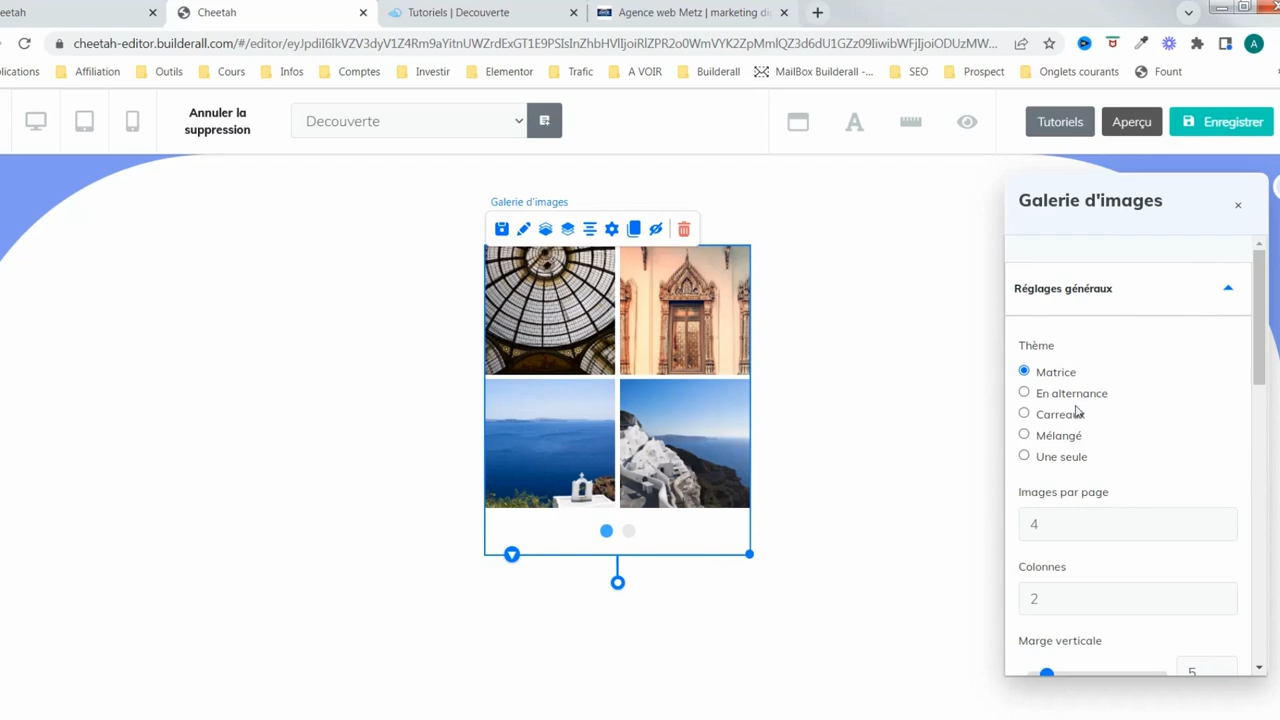 eetah
Cheetah
Tutoriels | Decouverte
Agence web Metz | marketing di
cheetah-editor.builderall.com/#/editor/
lications
Affiliation
Outils
Cours
Infos
Comptes
Investir
Elementor
Trafic
A VOIR
Builderall
MailBox Builderall -...
SEO
Prospect
Onglets courants
Fount
Annuler la
suppression
Decouverte
Tutoriels
Aperçu
Enregistrer
Galerie d'images
Galerie d'images
Réglages généraux
Thème
Matrice
En alternance
Carreaux
Mélangé
Une seule
Images par page
4
Colonnes
2
Marge verticale
5
A